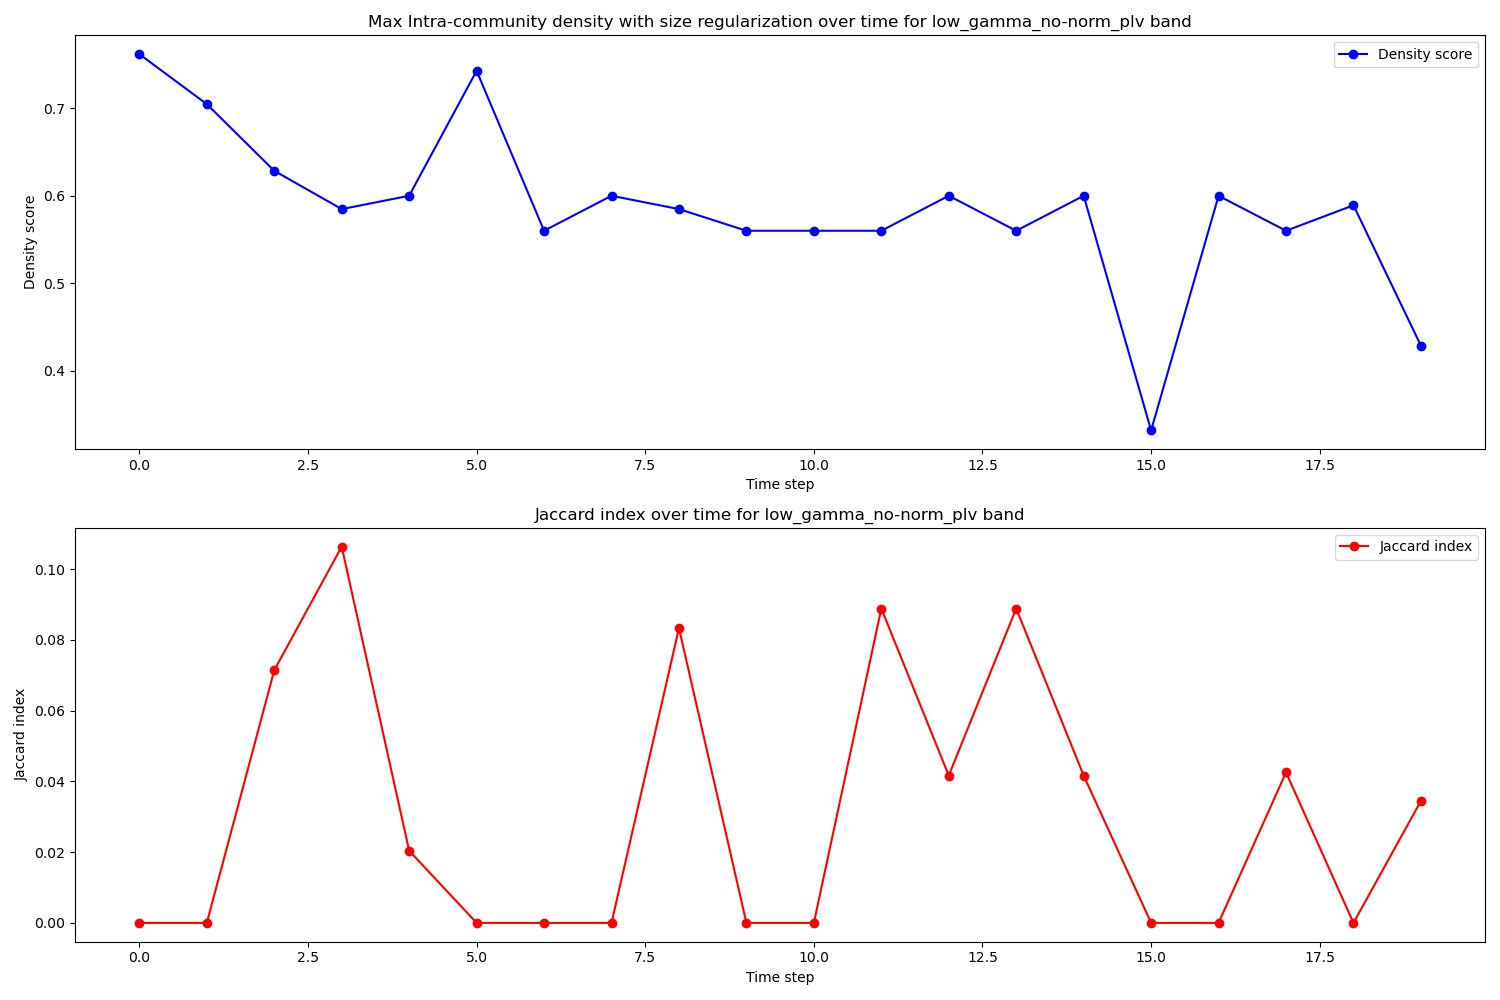 Max Intra-community density with size regularization over time for low_gamma_no-norm_plv band
Density score
0.7
0.6
0.5
0.4
Density score
0.0 2.5 5.0 7.5 10.0 12.5 15.0 17.5
Time step
Jaccard index over time for low_gamma_no-norm_plv band
Jaccard index
0.10
0.08
0.06
0.04
0.02
0.00
Jaccard index
0.0 2.5 5.0 7.5 10.0 12.5 15.0 17.5
Time step